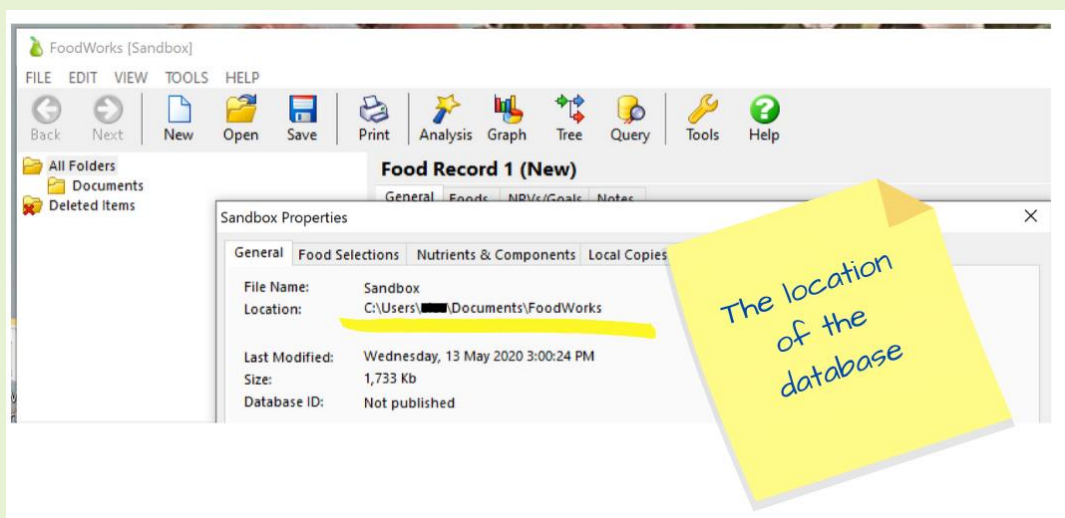 FoodWorks [Sandbox]
FILE EDIT VIEW TOOLS HELP
Back Next New Open Save Print Analysis Graph Tree Query Tools Help
All Folders
Documents
Deleted Items
Food Record 1 (New)
General Foods NRVs/Goals Notes
Sandbox Properties
General Food Selections Nutrients & Components Local Copies
File Name: Sandbox
Location: C:\Users\ \Documents\FoodWorks
Last Modified: Wednesday, 13 May 2020 3:00:24 PM
Size: 1,733 Kb
Database ID: Not published
The location
of the
database